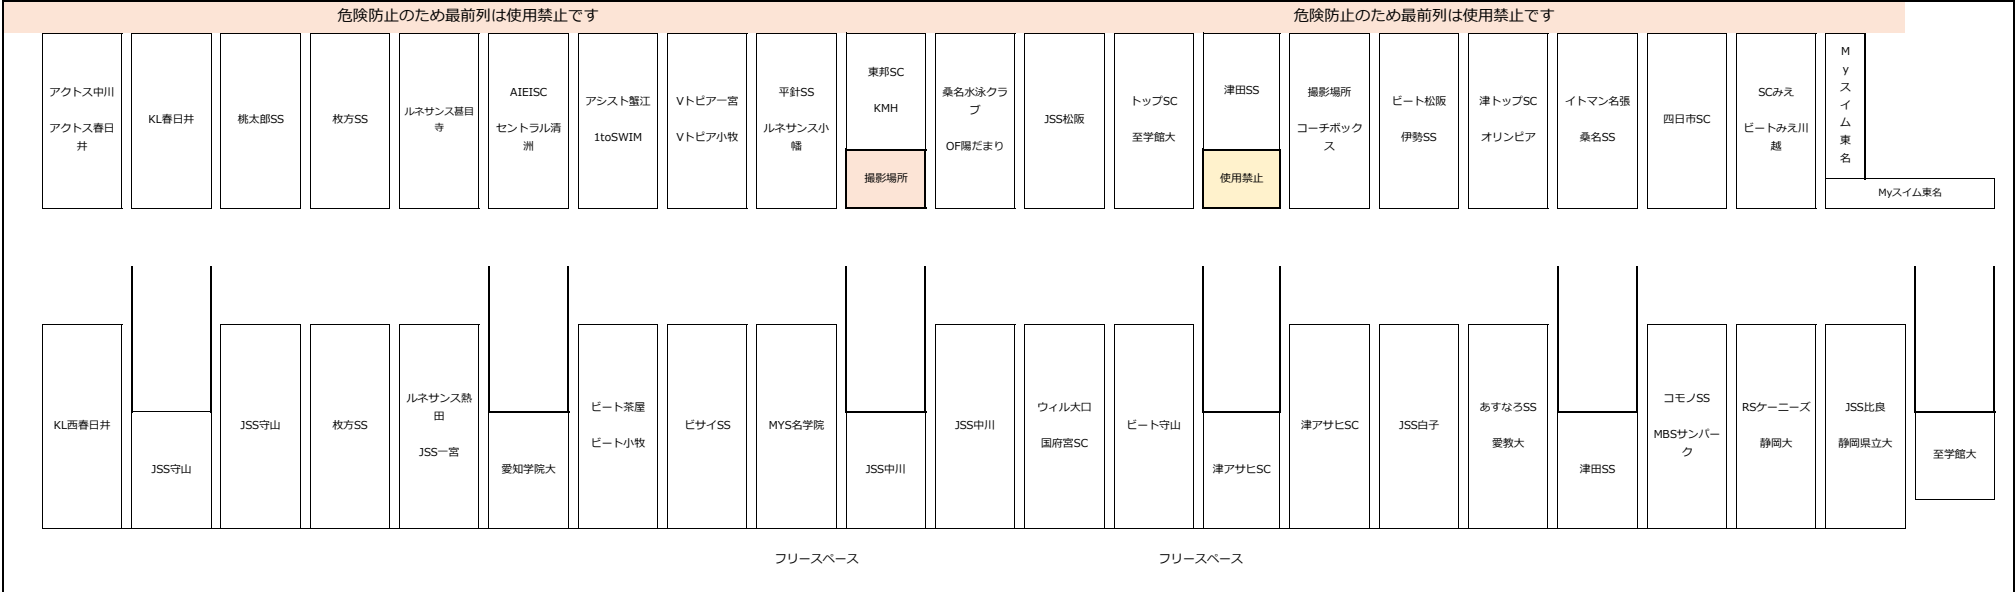 危険防止のため最前列は使用禁止です
危険防止のため最前列は使用禁止です
アクトス中川
アクトス春日
井
KL春日井
桃太郎SS
枚方SS
ルネサンス甚目
寺
AIEISC
セントラル清
洲
アシスト蟹江
1toSWIM
Vトピア一宮
Vトピア小牧
平針SS
ルネサンス小
幡
東邦SC
KMH
撮影場所
桑名水泳クラ
ブ
OF陽だまり
JSS松阪
トップSC
至学館大
津田SS
使用禁止
撮影場所
コーチボック
ス
ビート松阪
伊勢SS
津トップSC
オリンピア
イトマン名張
桑名SS
四日市SC
SCみえ
ビートみえ川
越
M
y
ス
イ
ム
東
名
Myスイム東名
KL西春日井
JSS守山
JSS守山
枚方SS
ルネサンス熱
田
JSS一宮
愛知学院大
ビート茶屋
ビート小牧
ビサイSS
MYS名学院
JSS中川
JSS中川
ウィル大口
国府宮SC
ビート守山
津アサヒSC
津アサヒSC
JSS白子
あすなろSS
愛教大
津田SS
コモノSS
MBSサンパー
ク
RSケーニーズ
静岡大
JSS比良
静岡県立大
至学館大
フリースペース
フリースペース